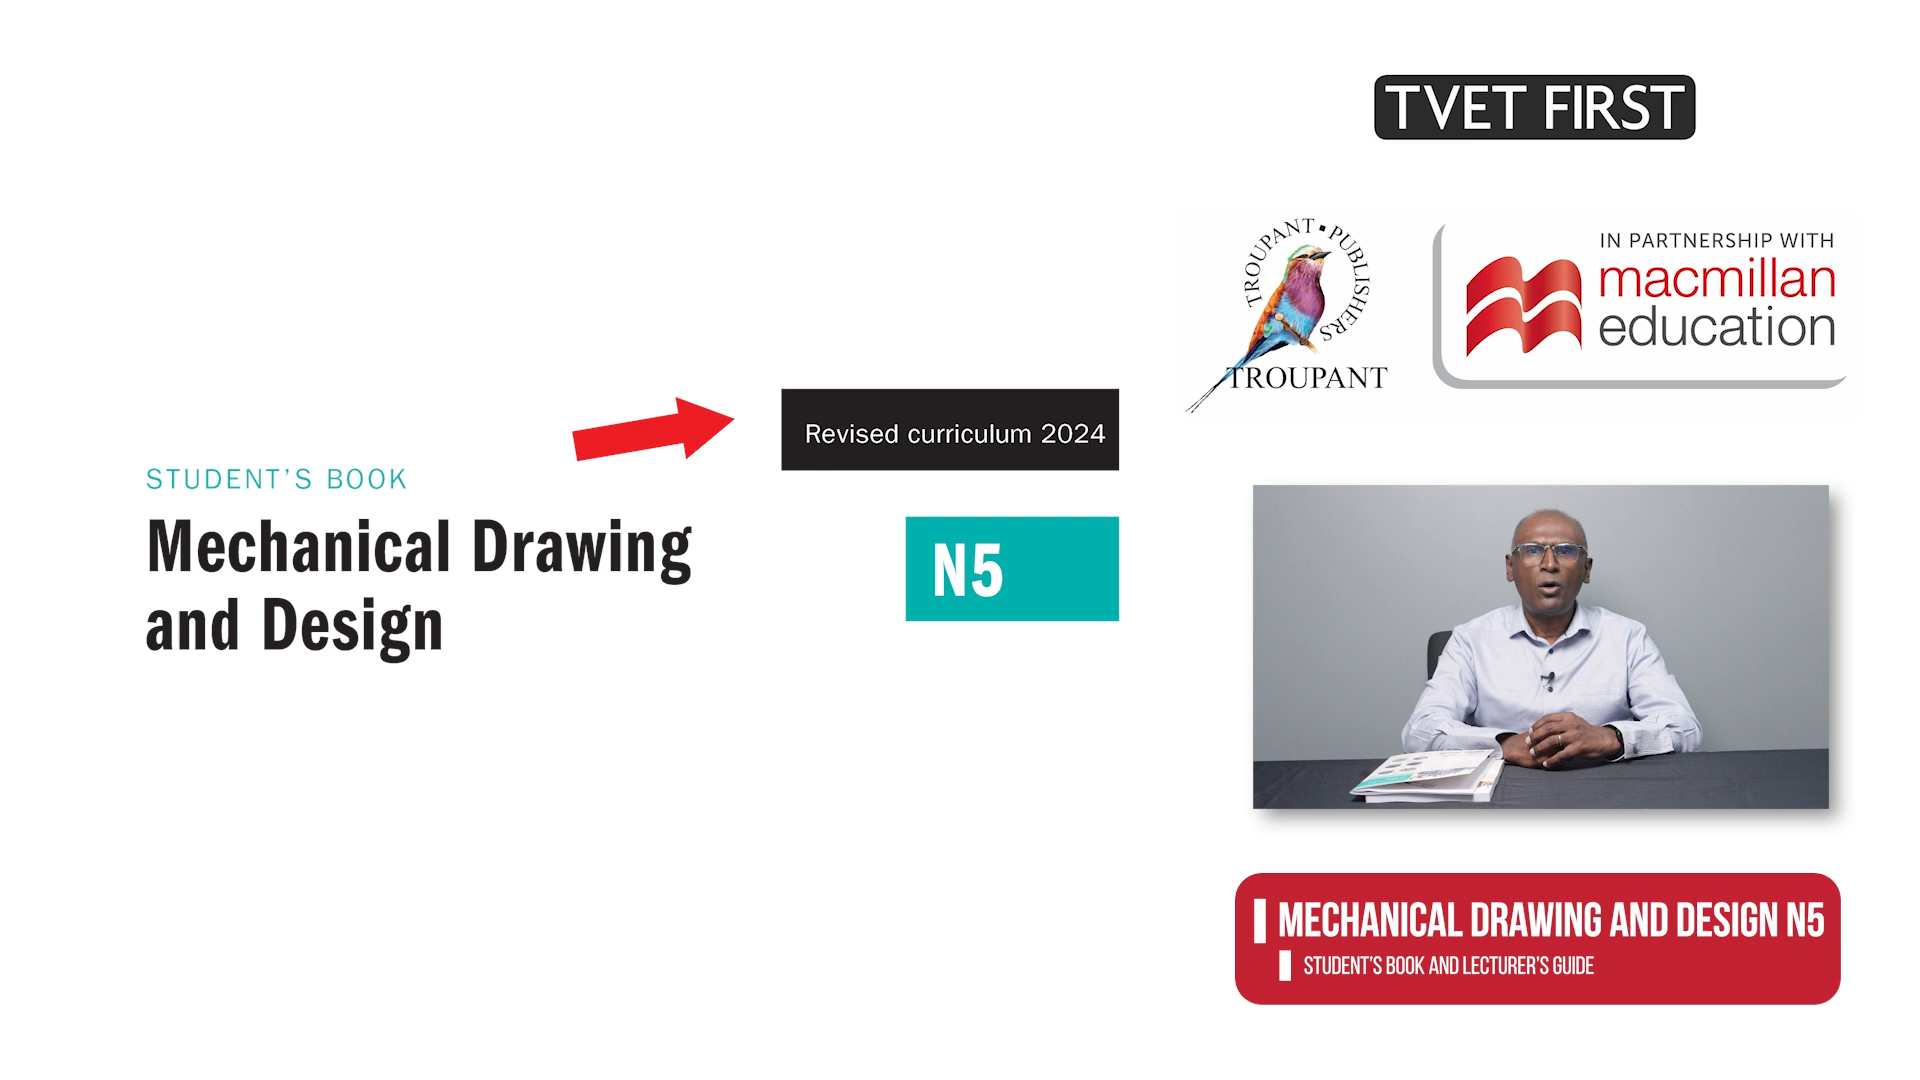 TVET FIRST
TROUPANT ▪ PUBLISHERS
TROUPANT
IN PARTNERSHIP WITH
macmillan
education
Revised curriculum 2024
STUDENT’S BOOK
Mechanical Drawing
and Design
N5
MECHANICAL DRAWING AND DESIGN N5
STUDENT'S BOOK AND LECTURER'S GUIDE